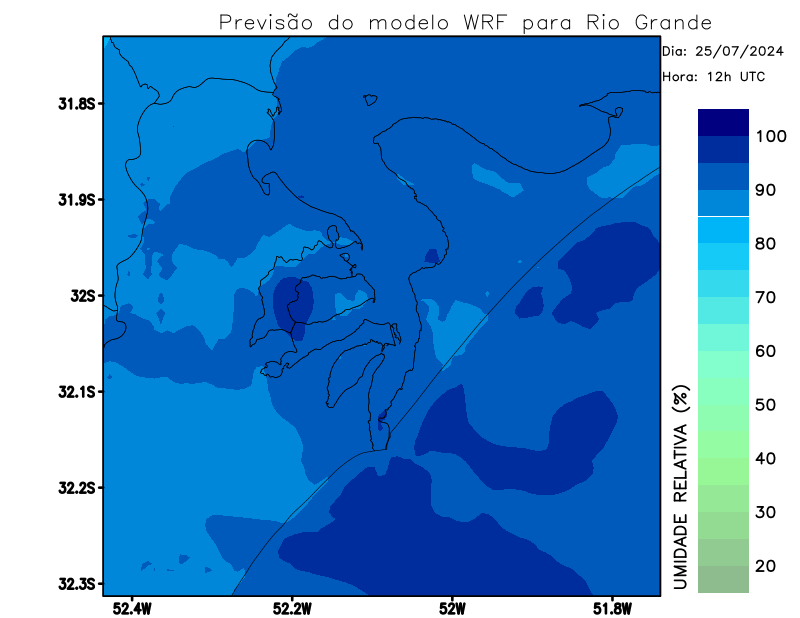 Previsão do modelo WRF para Rio Grande
Dia: 25/07/2024
Hora: 12h UTC
31.8S
31.9S
32S
32.1S
32.2S
32.3S
52.4W
52.2W
52W
51.8W
100
90
80
70
60
50
40
30
20
UMIDADE RELATIVA (%)